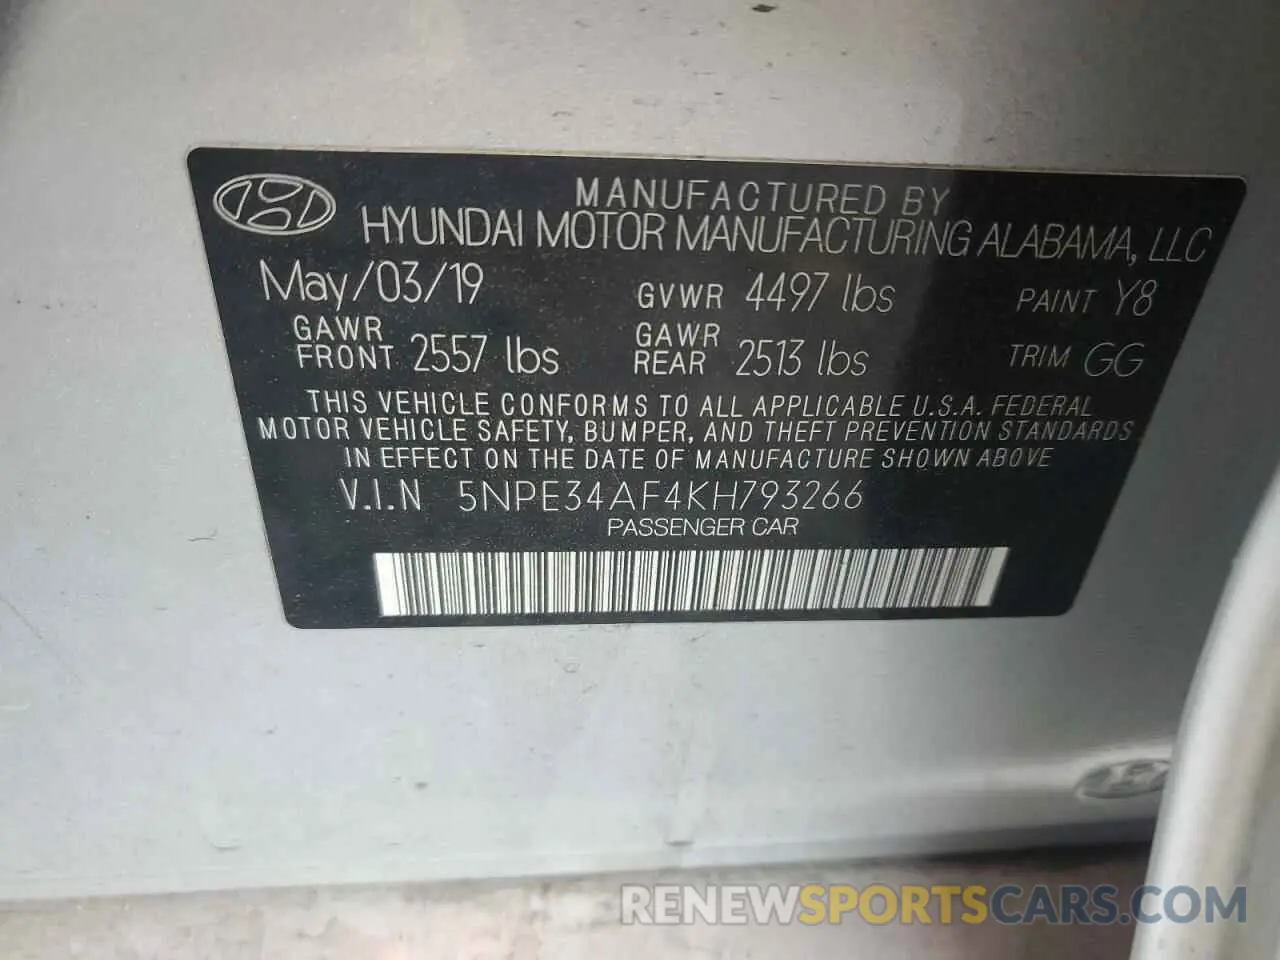 MANUFACTURED BY
HYUNDAI MOTOR MANUFACTURING ALABAMA, LLC
May/03/19 GVWR 4497 lbs PAINT Y8
GAWR FRONT 2557 lbs GAWR REAR 2513 lbs TRIM GG
THIS VEHICLE CONFORMS TO ALL APPLICABLE U.S.A. FEDERAL
MOTOR VEHICLE SAFETY, BUMPER, AND THEFT PREVENTION STANDARDS
IN EFFECT ON THE DATE OF MANUFACTURE SHOWN ABOVE
V.I.N 5NPE34AF4KH793266
PASSENGER CAR
RENEWSPORTSCARS.COM